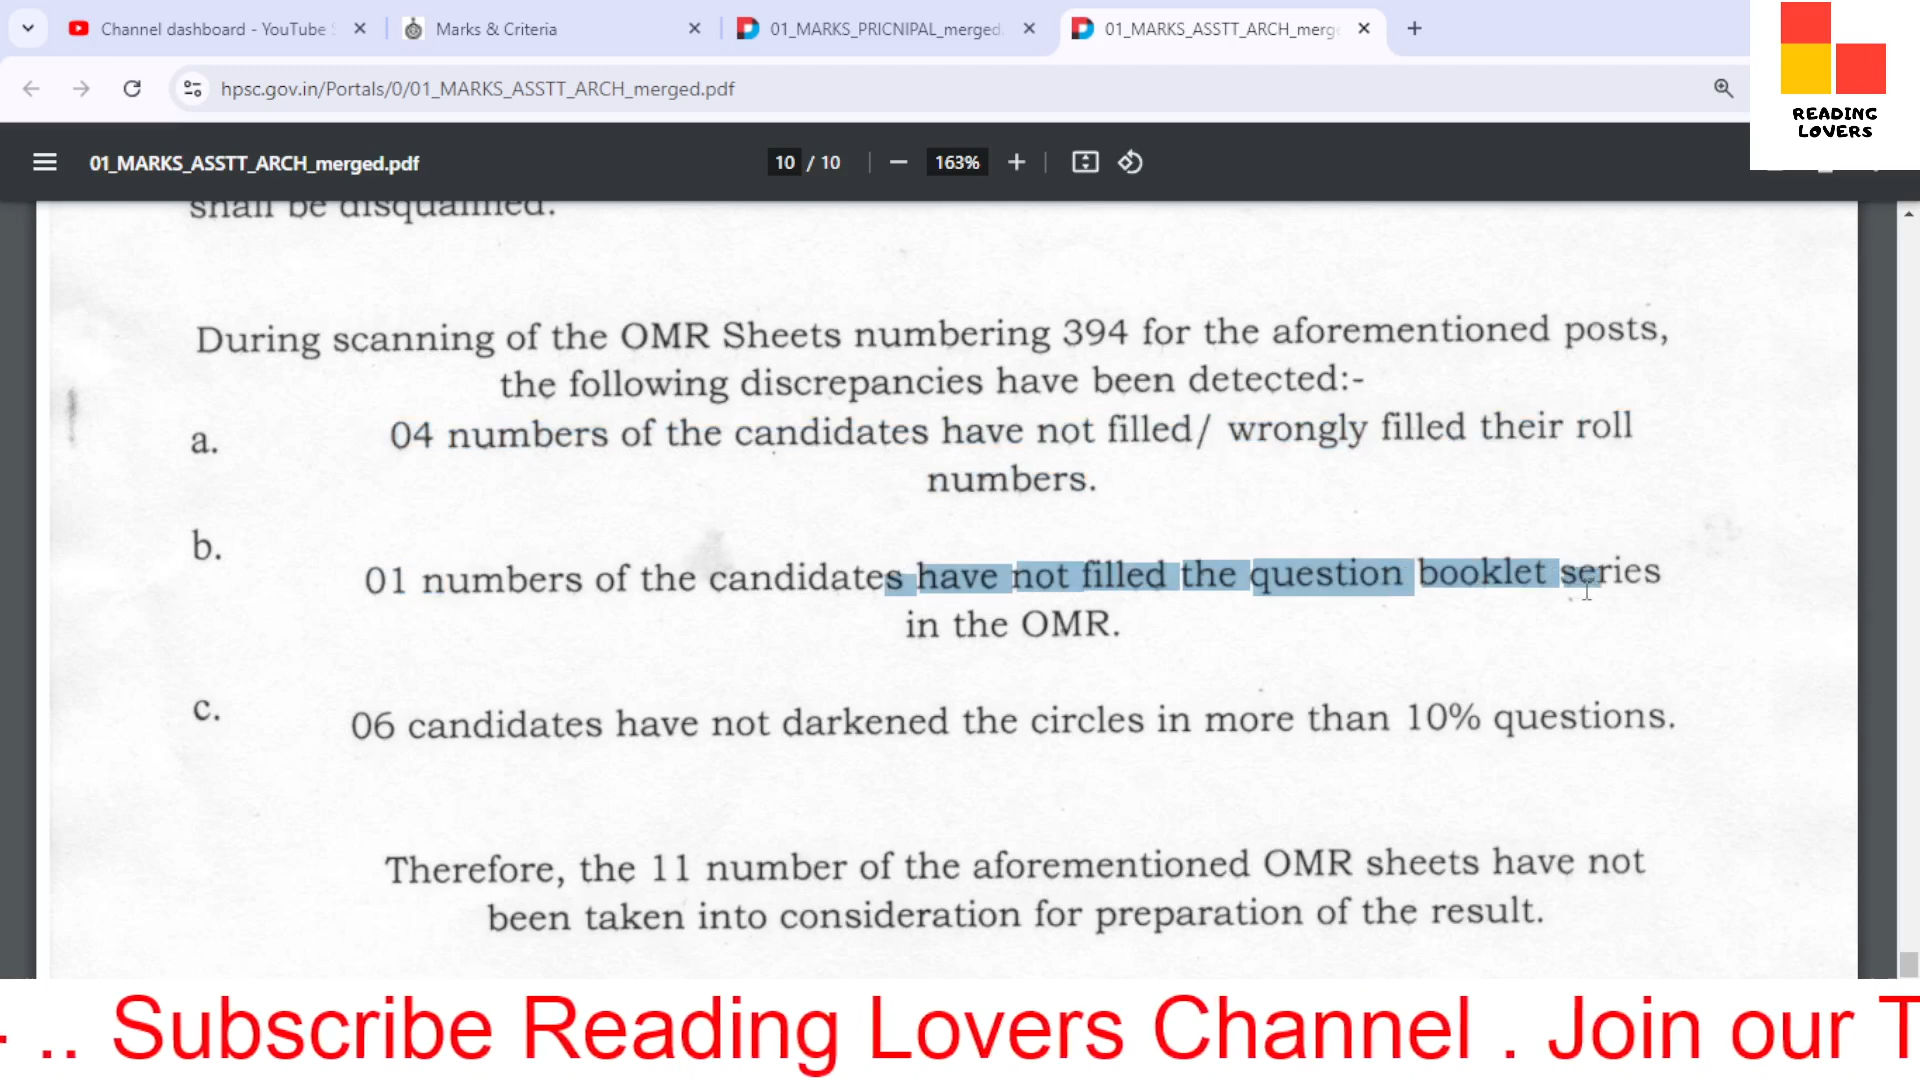 Channel dashboard - YouTube
Marks & Criteria
01_MARKS_PRICNIPAL_merged.
01_MARKS_ASSTT_ARCH_merge
hpsc.gov.in/Portals/0/01_MARKS_ASSTT_ARCH_merged.pdf
READING
LOVERS
01_MARKS_ASSTT_ARCH_merged.pdf
10 / 10
163%
shall be disqualified.
During scanning of the OMR Sheets numbering 394 for the aforementioned posts,
the following discrepancies have been detected:-
a.
04 numbers of the candidates have not filled/ wrongly filled their roll
numbers.
b.
01 numbers of the candidates have not filled the question booklet series
in the OMR.
c.
06 candidates have not darkened the circles in more than 10% questions.
Therefore, the 11 number of the aforementioned OMR sheets have not
been taken into consideration for preparation of the result.
.. Subscribe Reading Lovers Channel . Join our T